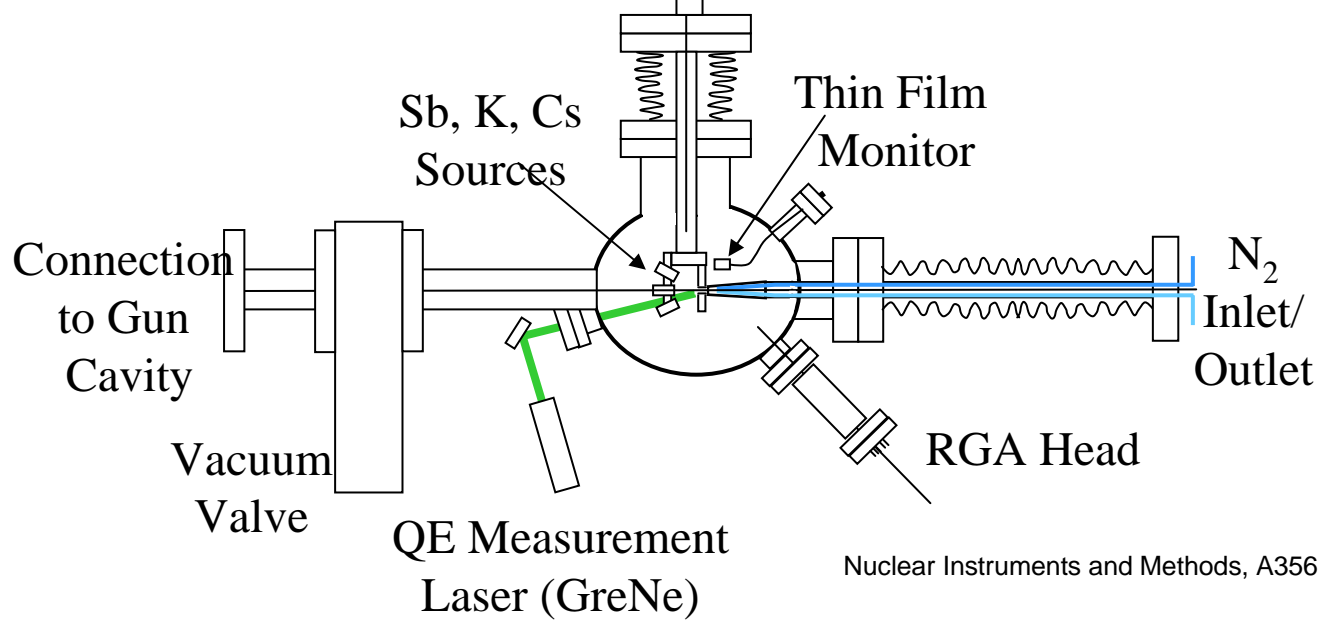 Sb, K, Cs
Sources
Thin Film
Monitor
Connection
to Gun
Cavity
N₂
Inlet/
Outlet
Vacuum
Valve
RGA Head
QE Measurement
Laser (GreNe)
Nuclear Instruments and Methods, A356